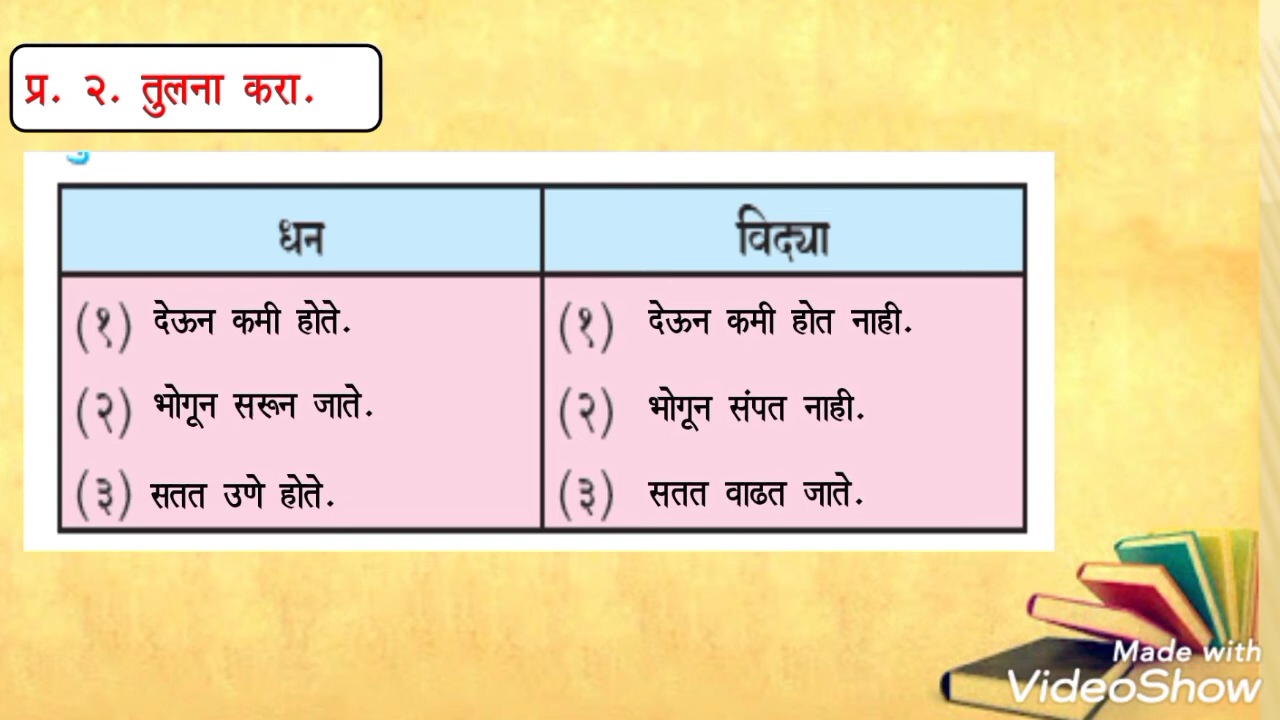 प्र. २. तुलना करा.
धन विद्या
(१) देऊन कमी होते. (१) देऊन कमी होत नाही.
(२) भोगून सरून जाते. (२) भोगून संपत नाही.
(३) सतत उणे होते. (३) सतत वाढत जाते.
Made with
VideoShow